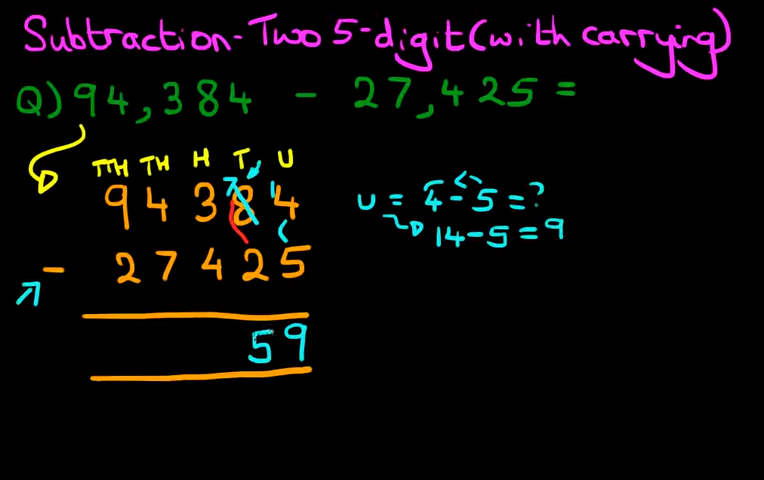 Subtraction - Two 5-digit (with carrying)
Q) 94,384 - 27,425 =
TTH TH H T U
7 1
9 4 3 8 4
- 2 7 4 2 5
5 9
U = 4 - 5 = ?
14 - 5 = 9